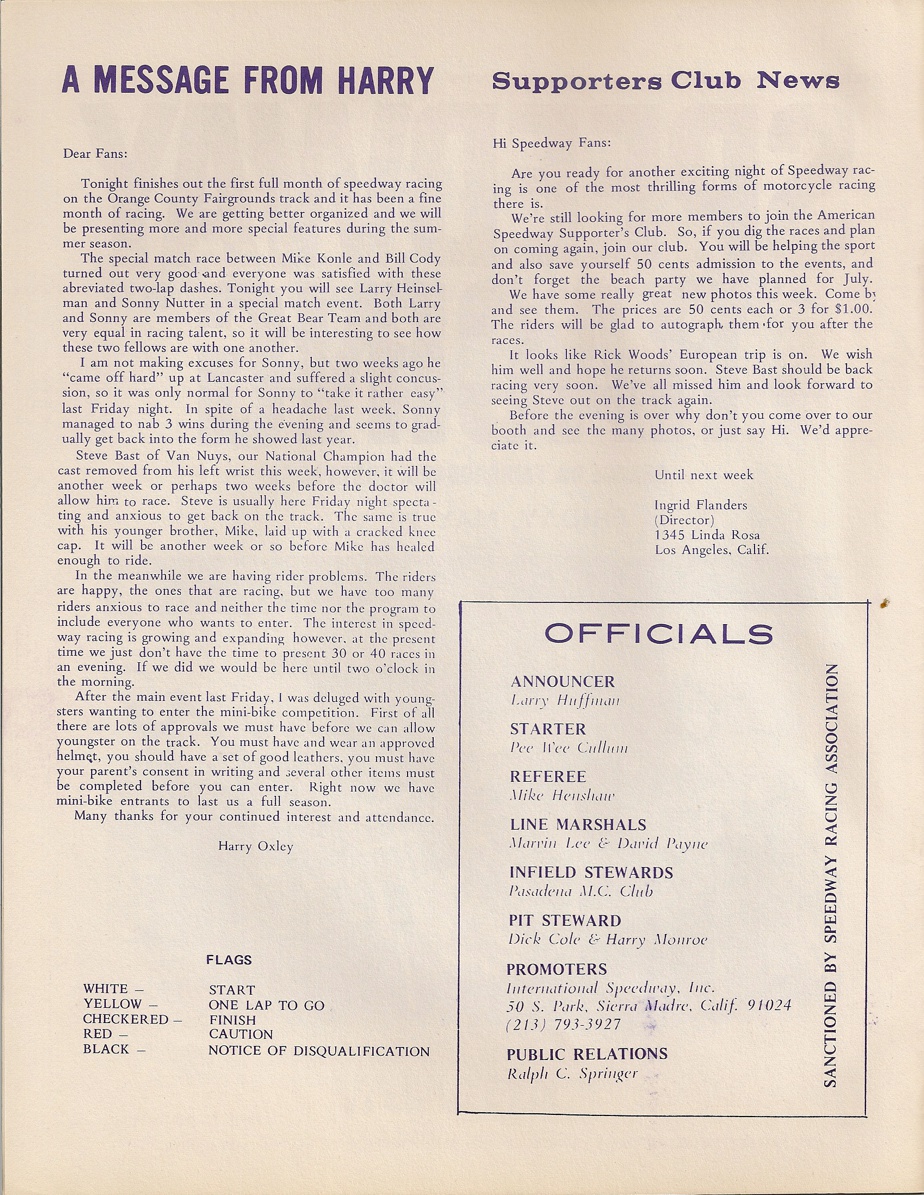 A MESSAGE FROM HARRY
Dear Fans:
Tonight finishes out the first full month of speedway racing
on the Orange County Fairgrounds track and it has been a fine
month of racing. We are getting better organized and we will
be presenting more and more special features during the sum-
mer season.
The special match race between Mike Konle and Bill Cody
turned out very good and everyone was satisfied with these
abreviated two-lap dashes. Tonight you will see Larry Heinsel-
man and Sonny Nutter in a special match event. Both Larry
and Sonny are members of the Great Bear Team and both are
very equal in racing talent, so it will be interesting to see how
these two fellows are with one another.
I am not making excuses for Sonny, but two weeks ago he
"came off hard" up at Lancaster and suffered a slight concus-
sion, so it was only normal for Sonny to "take it rather easy"
last Friday night. In spite of a headache last week, Sonny
managed to nab 3 wins during the evening and seems to grad-
ually get back into the form he showed last year.
Steve Bast of Van Nuys, our National Champion had the
cast removed from his left wrist this week, however, it will be
another week or perhaps two weeks before the doctor will
allow him to race. Steve is usually here Friday night specta-
ting and anxious to get back on the track. The same is true
with his younger brother, Mike, laid up with a cracked knee
cap. It will be another week or so before Mike has healed
enough to ride.
In the meanwhile we are having rider problems. The riders
are happy, the ones that are racing, but we have too many
riders anxious to race and neither the time nor the program to
include everyone who wants to enter. The interest in speed-
way racing is growing and expanding however, at the present
time we just don't have the time to present 30 or 40 races in
an evening. If we did we would be here until two o'clock in
the morning.
After the main event last Friday, I was deluged with young-
sters wanting to enter the mini-bike competition. First of all
there are lots of approvals we must have before we can allow
youngster on the track. You must have and wear an approved
helmet, you should have a set of good leathers, you must have
your parent's consent in writing and several other items must
be completed before you can enter. Right now we have
mini-bike entrants to last us a full season.
Many thanks for your continued interest and attendance.
Harry Oxley
FLAGS
WHITE — START
YELLOW — ONE LAP TO GO
CHECKERED — FINISH
RED — CAUTION
BLACK — NOTICE OF DISQUALIFICATION
Supporters Club News
Hi Speedway Fans:
Are you ready for another exciting night of Speedway rac-
ing is one of the most thrilling forms of motorcycle racing
there is.
We're still looking for more members to join the American
Speedway Supporter's Club. So, if you dig the races and plan
on coming again, join our club. You will be helping the sport
and also save yourself 50 cents admission to the events, and
don't forget the beach party we have planned for July.
We have some really great new photos this week. Come by
and see them. The prices are 50 cents each or 3 for $1.00.
The riders will be glad to autograph them for you after the
races.
It looks like Rick Woods' European trip is on. We wish
him well and hope he returns soon. Steve Bast should be back
racing very soon. We've all missed him and look forward to
seeing Steve out on the track again.
Before the evening is over why don't you come over to our
booth and see the many photos, or just say Hi. We'd appre-
ciate it.
Until next week
Ingrid Flanders
(Director)
1345 Linda Rosa
Los Angeles, Calif.
OFFICIALS
ANNOUNCER
Larry Huffman
STARTER
Pee Wee Cullum
REFEREE
Mike Henshaw
LINE MARSHALS
Marvin Lee & David Payne
INFIELD STEWARDS
Pasadena M.C. Club
PIT STEWARD
Dick Cole & Harry Monroe
PROMOTERS
International Speedway, Inc.
50 S. Park, Sierra Madre, Calif. 91024
(213) 793-3927
PUBLIC RELATIONS
Ralph C. Springer
SANCTIONED BY SPEEDWAY RACING ASSOCIATION